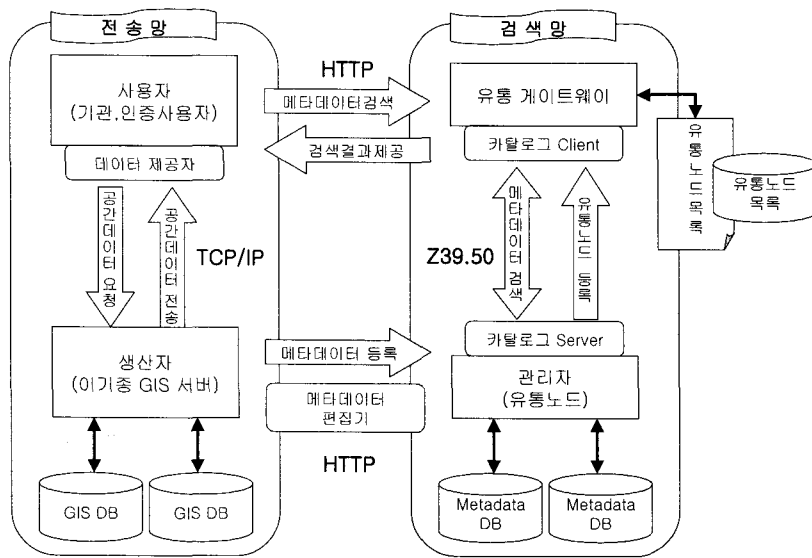 전 송 망
검 색 망
사용자
(기관,인증사용자)
데이터 제공자
HTTP
메타데이터검색
검색결과제공
유통 게이트웨이
카탈로그 Client
유통노드목록
유통노드
목록
공간데이터 요청
공간데이터 전송
TCP/IP
Z39.50
메타데이터 검색
유통노드 등록
생산자
(이기종 GIS 서버)
메타데이터 등록
메타데이터
편집기
HTTP
카탈로그 Server
관리자
(유통노드)
GIS DB
GIS DB
Metadata
DB
Metadata
DB